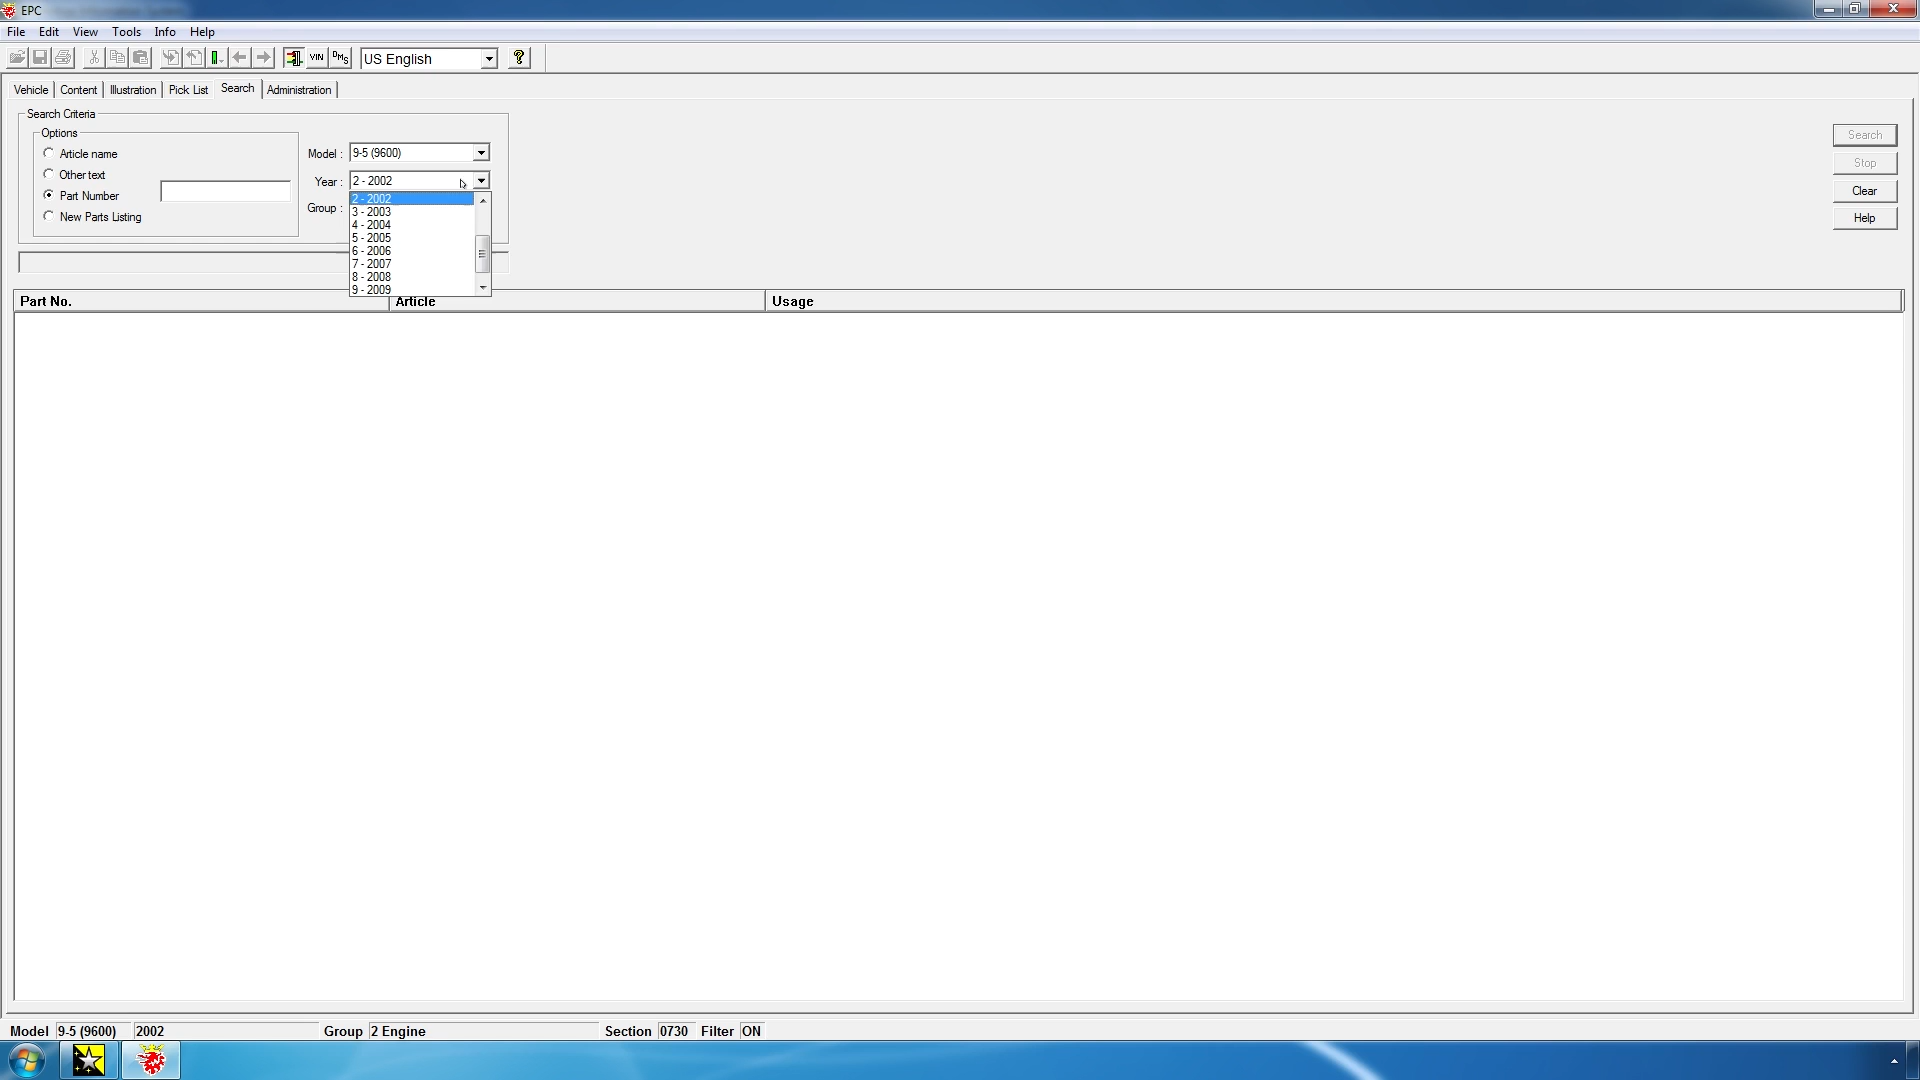 EPC
File Edit View Tools Info Help
VIN DMS US English ?
Vehicle Content Illustration Pick List Search Administration
Search Criteria
Options
Article name
Other text
Part Number
New Parts Listing
Model : 9-5 (9600)
Year : 2 - 2002
2 - 2002
3 - 2003
4 - 2004
5 - 2005
6 - 2006
7 - 2007
8 - 2008
9 - 2009
Group :
Search
Stop
Clear
Help
Part No. Article Usage
Model 9-5 (9600) 2002 Group 2 Engine Section 0730 Filter ON